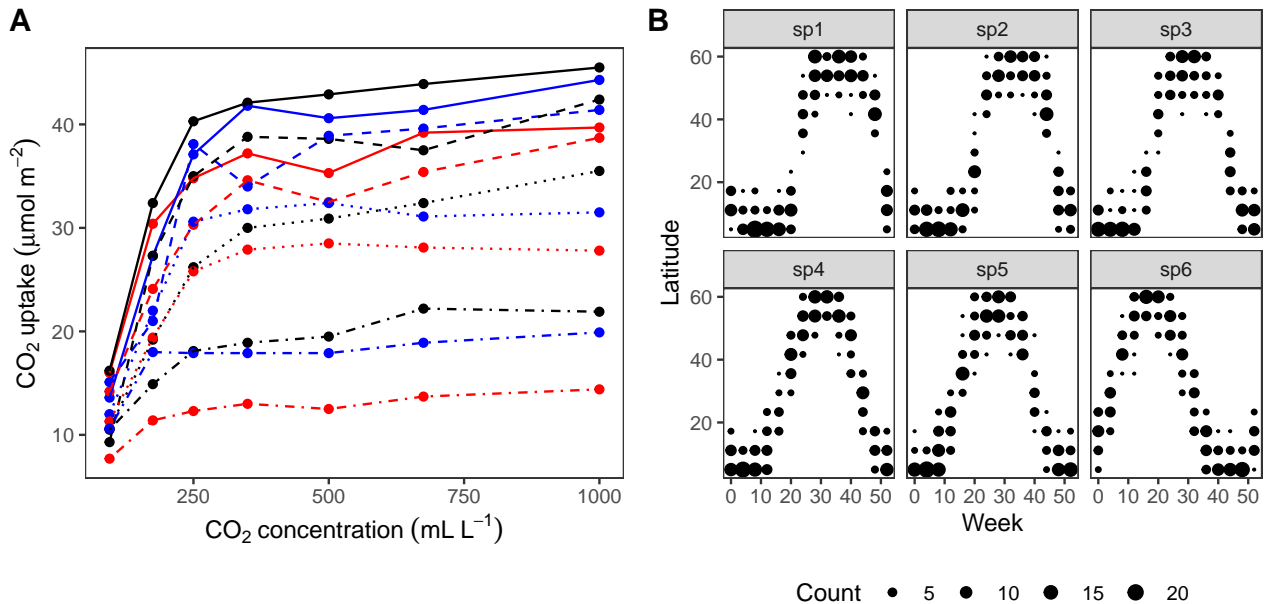 A
CO₂ uptake (μmol m⁻²)
40
30
20
10
250 500 750 1000
CO₂ concentration (mL L⁻¹)
B
sp1 sp2 sp3
60
40
20
Latitude
sp4 sp5 sp6
60
40
20
0 10 20 30 40 50 0 10 20 30 40 50 0 10 20 30 40 50
Week
Count 5 10 15 20